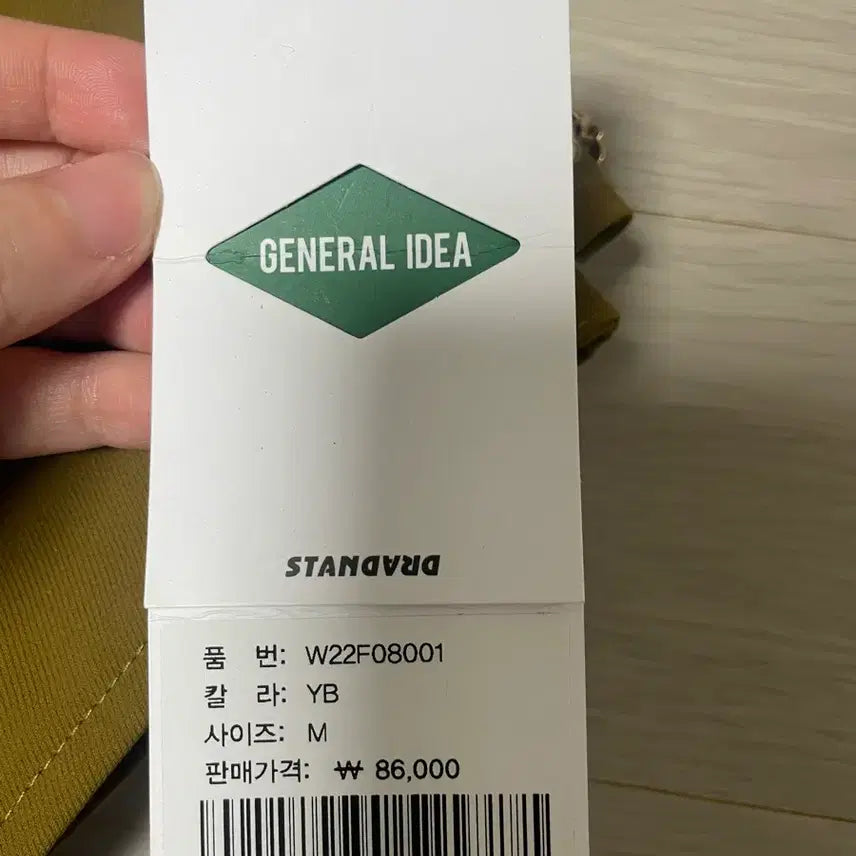 GENERAL IDEA
STANDARD
품 번: W22F08001
칼 라: YB
사이즈: M
판매가격: ₩ 86,000